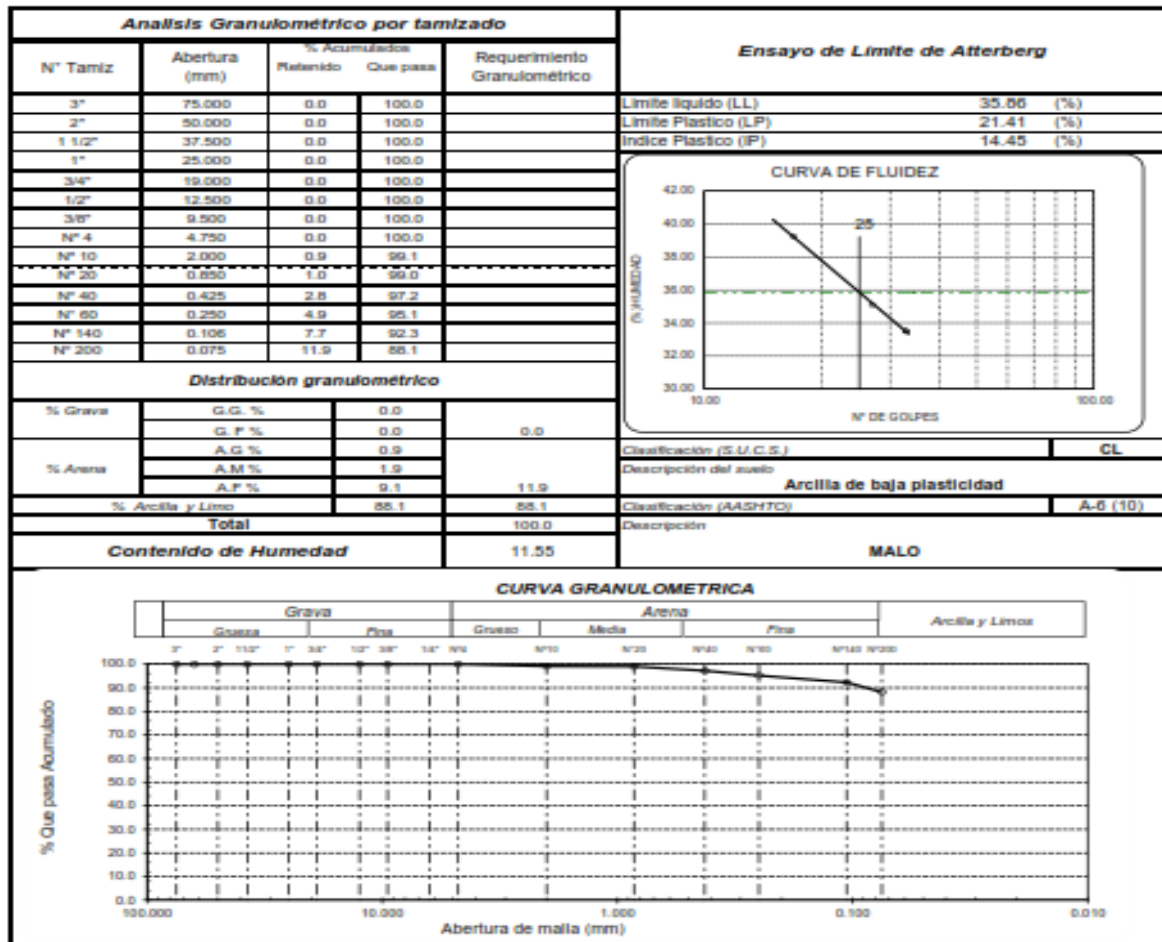 Analisis Granulométrico por tamizado
N° Tamiz Abertura (mm) % Acumulados Retenido Que pasa Requerimiento Granulométrico
3" 75.000 0.0 100.0
2" 50.000 0.0 100.0
1 1/2" 37.500 0.0 100.0
1" 25.000 0.0 100.0
3/4" 19.000 0.0 100.0
1/2" 12.500 0.0 100.0
3/8" 9.500 0.0 100.0
N° 4 4.750 0.0 100.0
N° 10 2.000 0.9 99.1
N° 20 0.850 1.0 99.0
N° 40 0.425 2.8 97.2
N° 60 0.250 4.9 95.1
N° 140 0.106 7.7 92.3
N° 200 0.075 11.9 88.1
Distribución granulométrico
% Grava G.G. % 0.0
G. F % 0.0 0.0
A.G % 0.9
% Arena A.M % 1.9
A.F % 9.1 11.9
% Arcilla y Limo 88.1 88.1
Total 100.0
Contenido de Humedad 11.55
Ensayo de Límite de Atterberg
Limite liquido (LL) 35.86 (%)
Limite Plastico (LP) 21.41 (%)
Indice Plastico (IP) 14.45 (%)
CURVA DE FLUIDEZ
42.00
40.00
38.00
36.00
34.00
32.00
30.00
25
(%) HUMEDAD
10.00 100.00
N° DE GOLPES
Clasificación (S.U.C.S.) CL
Descripción del suelo
Arcilla de baja plasticidad
Clasificación (AASHTO) A-6 (10)
Descripción
MALO
CURVA GRANULOMETRICA
Grava Arena Arcilla y Limos
Gruesa Fina Grueso Media Fina
3" 2" 1 1/2" 1" 3/4" 1/2" 3/8" 1/4" N°4 N°10 N°20 N°40 N°60 N°140 N°200
100.0
90.0
80.0
70.0
60.0
50.0
40.0
30.0
20.0
10.0
0.0
% Que pasa Acumulado
100.000 10.000 1.000 0.100 0.010
Abertura de malla (mm)